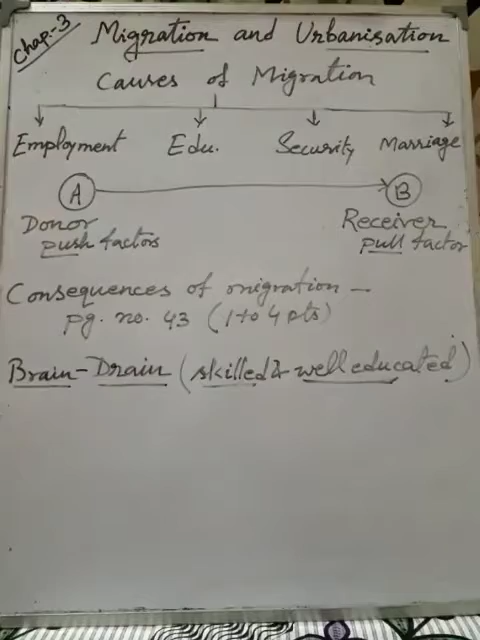 Chap-3
Migration and Urbanisation
Causes of Migration
Employment Edu. Security Marriage
A B
Donor Receiver
push factors pull factor
Consequences of migration —
pg. no. 43 (1 to 4 pts)
Brain-Drain (skilled & well educated)